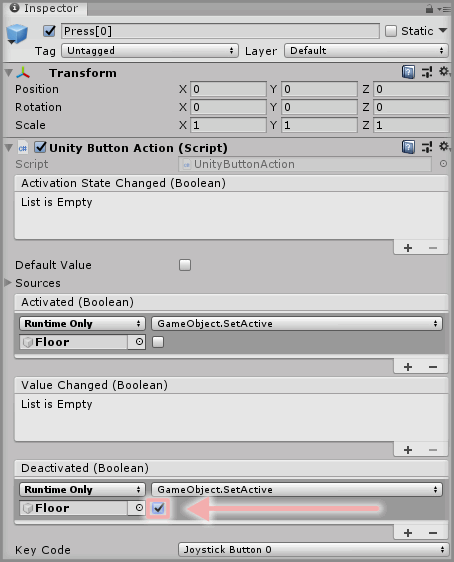 Inspector
Press[0] Static
Tag Untagged Layer Default
Transform
Position X 0 Y 0 Z 0
Rotation X 0 Y 0 Z 0
Scale X 1 Y 1 Z 1
C# Unity Button Action (Script)
Script UnityButtonAction
Activation State Changed (Boolean)
List is Empty
+ −
Default Value
Sources
Activated (Boolean)
Runtime Only GameObject.SetActive
Floor
+ −
Value Changed (Boolean)
List is Empty
+ −
Deactivated (Boolean)
Runtime Only GameObject.SetActive
Floor
+ −
Key Code Joystick Button 0